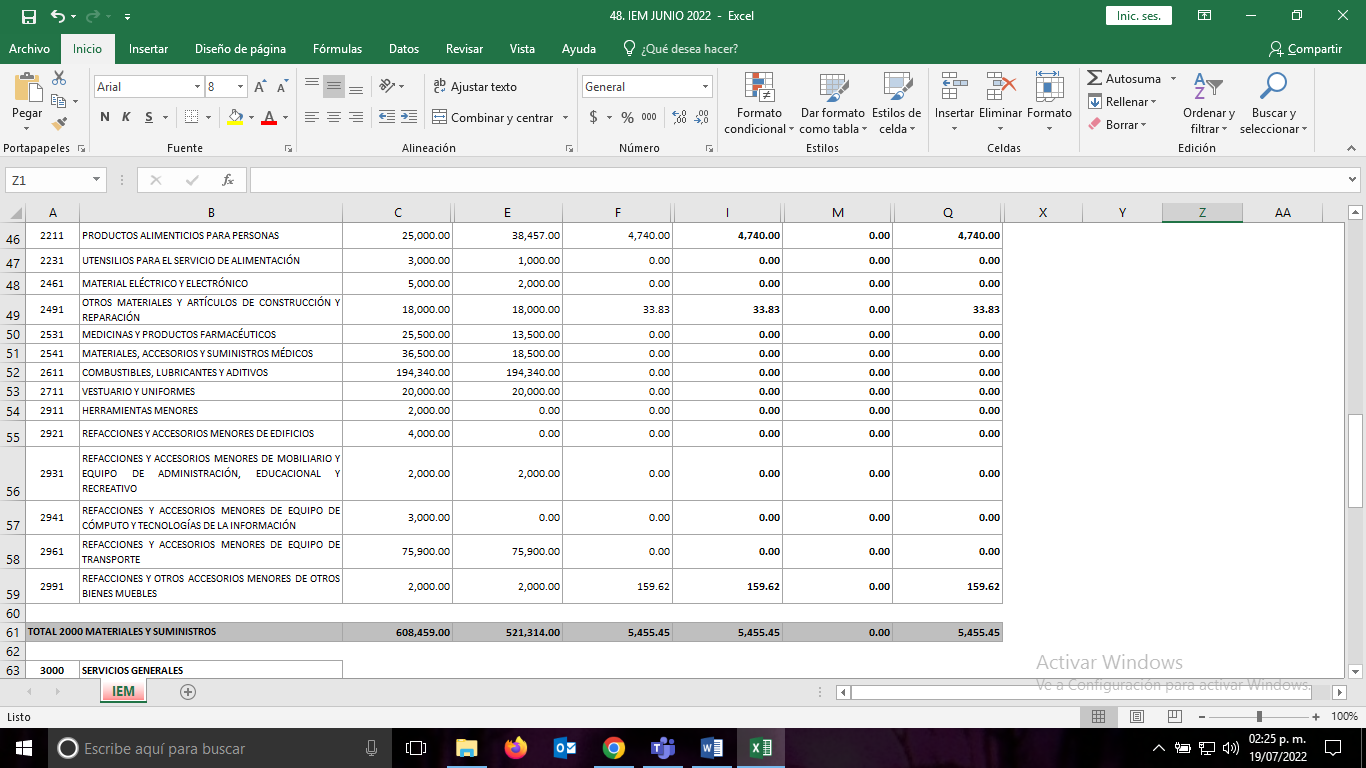 48. IEM JUNIO 2022 - Excel
Inic. ses.
Archivo Inicio Insertar Diseño de página Fórmulas Datos Revisar Vista Ayuda ¿Qué desea hacer? Compartir
Pegar
Arial 8 A A
N K S A
ab Ajustar texto
Combinar y centrar
General
$ % 000
Formato condicional
Dar formato como tabla
Estilos de celda
Insertar Eliminar Formato
Autosuma
Rellenar
Borrar
Ordenar y filtrar
Buscar y seleccionar
Portapapeles Fuente Alineación Número Estilos Celdas Edición
Z1 fx
A B C E F I M Q X Y Z AA
46 2211 PRODUCTOS ALIMENTICIOS PARA PERSONAS 25,000.00 38,457.00 4,740.00 4,740.00 0.00 4,740.00
47 2231 UTENSILIOS PARA EL SERVICIO DE ALIMENTACIÓN 3,000.00 1,000.00 0.00 0.00 0.00 0.00
48 2461 MATERIAL ELÉCTRICO Y ELECTRÓNICO 5,000.00 2,000.00 0.00 0.00 0.00 0.00
49 2491 OTROS MATERIALES Y ARTÍCULOS DE CONSTRUCCIÓN Y
REPARACIÓN 18,000.00 18,000.00 33.83 33.83 0.00 33.83
50 2531 MEDICINAS Y PRODUCTOS FARMACÉUTICOS 25,500.00 13,500.00 0.00 0.00 0.00 0.00
51 2541 MATERIALES, ACCESORIOS Y SUMINISTROS MÉDICOS 36,500.00 18,500.00 0.00 0.00 0.00 0.00
52 2611 COMBUSTIBLES, LUBRICANTES Y ADITIVOS 194,340.00 194,340.00 0.00 0.00 0.00 0.00
53 2711 VESTUARIO Y UNIFORMES 20,000.00 20,000.00 0.00 0.00 0.00 0.00
54 2911 HERRAMIENTAS MENORES 2,000.00 0.00 0.00 0.00 0.00 0.00
55 2921 REFACCIONES Y ACCESORIOS MENORES DE EDIFICIOS 4,000.00 0.00 0.00 0.00 0.00 0.00
56 2931 REFACCIONES Y ACCESORIOS MENORES DE MOBILIARIO Y
EQUIPO DE ADMINISTRACIÓN, EDUCACIONAL Y
RECREATIVO 2,000.00 2,000.00 0.00 0.00 0.00 0.00
57 2941 REFACCIONES Y ACCESORIOS MENORES DE EQUIPO DE
CÓMPUTO Y TECNOLOGÍAS DE LA INFORMACIÓN 3,000.00 0.00 0.00 0.00 0.00 0.00
58 2961 REFACCIONES Y ACCESORIOS MENORES DE EQUIPO DE
TRANSPORTE 75,900.00 75,900.00 0.00 0.00 0.00 0.00
59 2991 REFACCIONES Y OTROS ACCESORIOS MENORES DE OTROS
BIENES MUEBLES 2,000.00 2,000.00 159.62 159.62 0.00 159.62
60
61 TOTAL 2000 MATERIALES Y SUMINISTROS 608,459.00 521,314.00 5,455.45 5,455.45 0.00 5,455.45
62
63 3000 SERVICIOS GENERALES
Activar Windows
Ve a Configuración para activar Windows.
IEM
Listo 100%
Escribe aquí para buscar
02:25 p. m.
19/07/2022